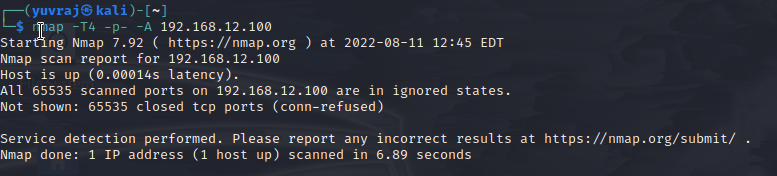 ┌──(yuvraj㉿kali)-[~]
└─$ nmap -T4 -p- -A 192.168.12.100
Starting Nmap 7.92 ( https://nmap.org ) at 2022-08-11 12:45 EDT
Nmap scan report for 192.168.12.100
Host is up (0.00014s latency).
All 65535 scanned ports on 192.168.12.100 are in ignored states.
Not shown: 65535 closed tcp ports (conn-refused)

Service detection performed. Please report any incorrect results at https://nmap.org/submit/ .
Nmap done: 1 IP address (1 host up) scanned in 6.89 seconds